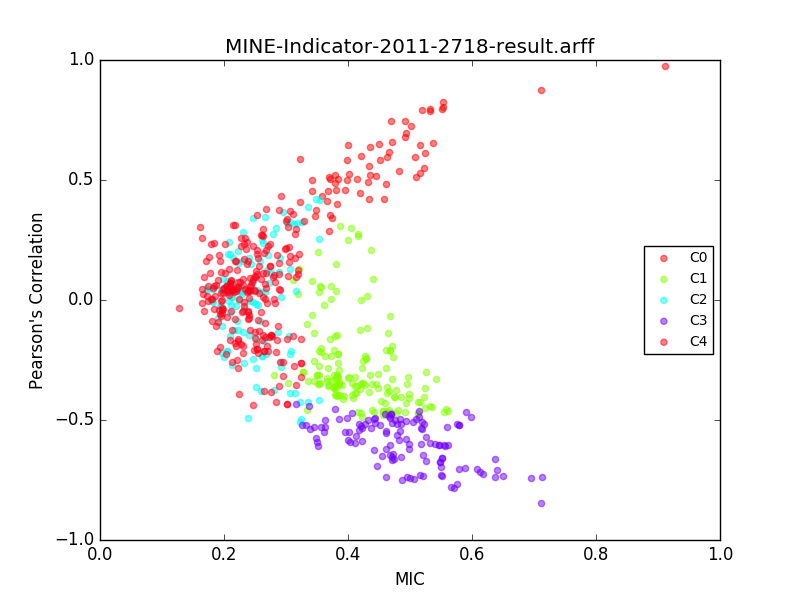 MINE-Indicator-2011-2718-result.arff
1.0
0.5
0.0
−0.5
−1.0
Pearson's Correlation
C0
C1
C2
C3
C4
0.0 0.2 0.4 0.6 0.8 1.0
MIC